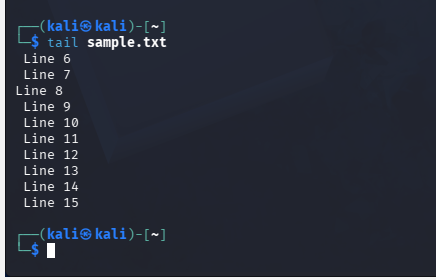 ┌──(kali㉿kali)-[~]
└─$ tail sample.txt
 Line 6
 Line 7
Line 8
 Line 9
 Line 10
 Line 11
 Line 12
 Line 13
 Line 14
 Line 15
┌──(kali㉿kali)-[~]
└─$